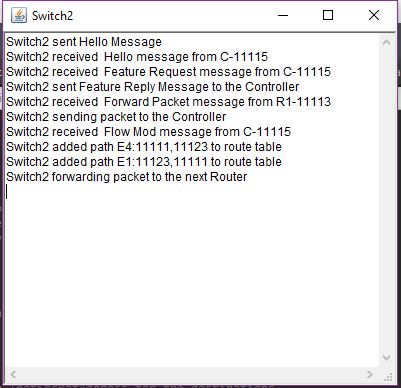 Switch2
Switch2 sent Hello Message
Switch2 received  Hello message from C-11115
Switch2 received  Feature Request message from C-11115
Switch2 sent Feature Reply Message to the Controller
Switch2 received  Forward Packet message from R1-11113
Switch2 sending packet to the Controller
Switch2 received  Flow Mod message from C-11115
Switch2 added path E4:11111,11123 to route table
Switch2 added path E1:11123,11111 to route table
Switch2 forwarding packet to the next Router